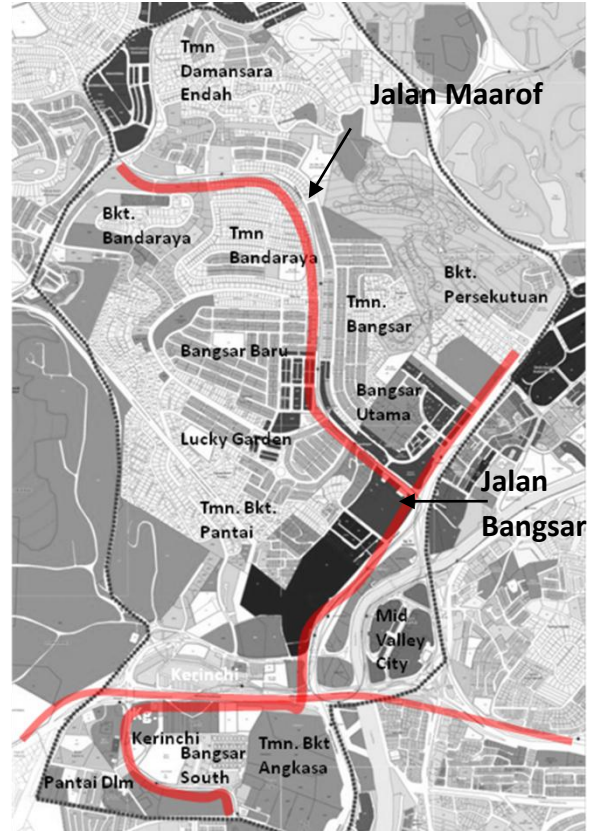 Tmn
Damansara
Endah
Jalan Maarof
Bkt.
Bandaraya
Tmn
Bandaraya
Bkt.
Persekutuan
Tmn.
Bangsar
Bangsar Baru
Bangsar
Utama
Lucky Garden
Jalan
Bangsar
Tmn. Bkt.
Pantai
Mid
Valley
City
Kerinchi
Kg.
Kerinchi
Bangsar
South
Tmn. Bkt
Angkasa
Pantai Dlm